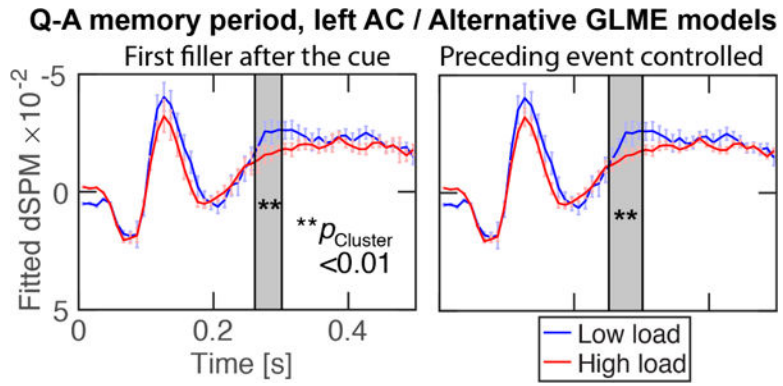 Q-A memory period, left AC / Alternative GLME models
First filler after the cue
Preceding event controlled
-5
0
5
Fitted dSPM ×10⁻²
**
**pCluster
<0.01
**
0
0.2
0.4
Time [s]
Low load
High load